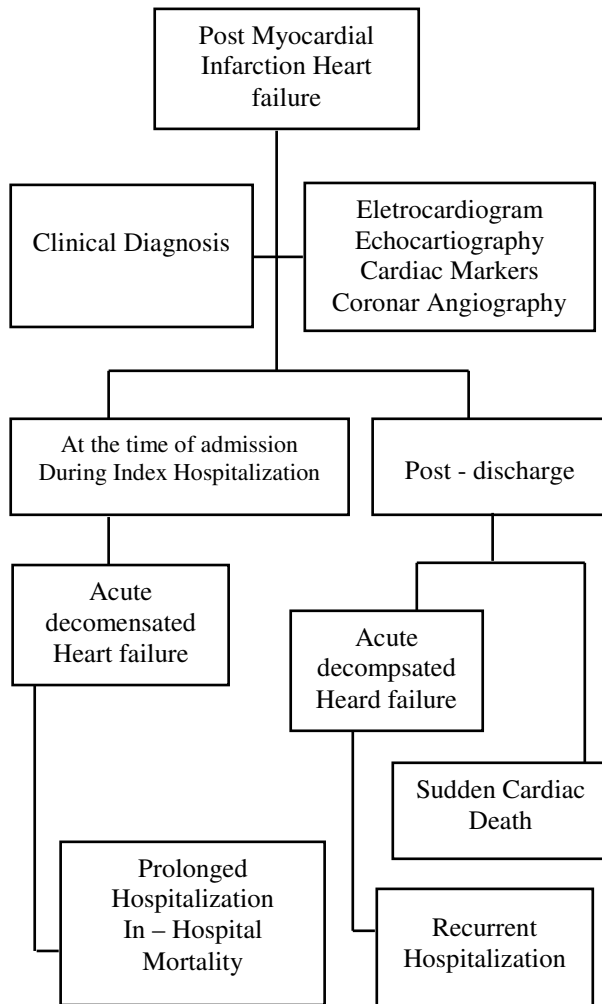 Post Myocardial
Infarction Heart
failure
Clinical Diagnosis
Eletrocardiogram
Echocartiography
Cardiac Markers
Coronar Angiography
At the time of admission
During Index Hospitalization
Post - discharge
Acute
decomensated
Heart failure
Acute
decompsated
Heard failure
Sudden Cardiac
Death
Prolonged
Hospitalization
In – Hospital
Mortality
Recurrent
Hospitalization